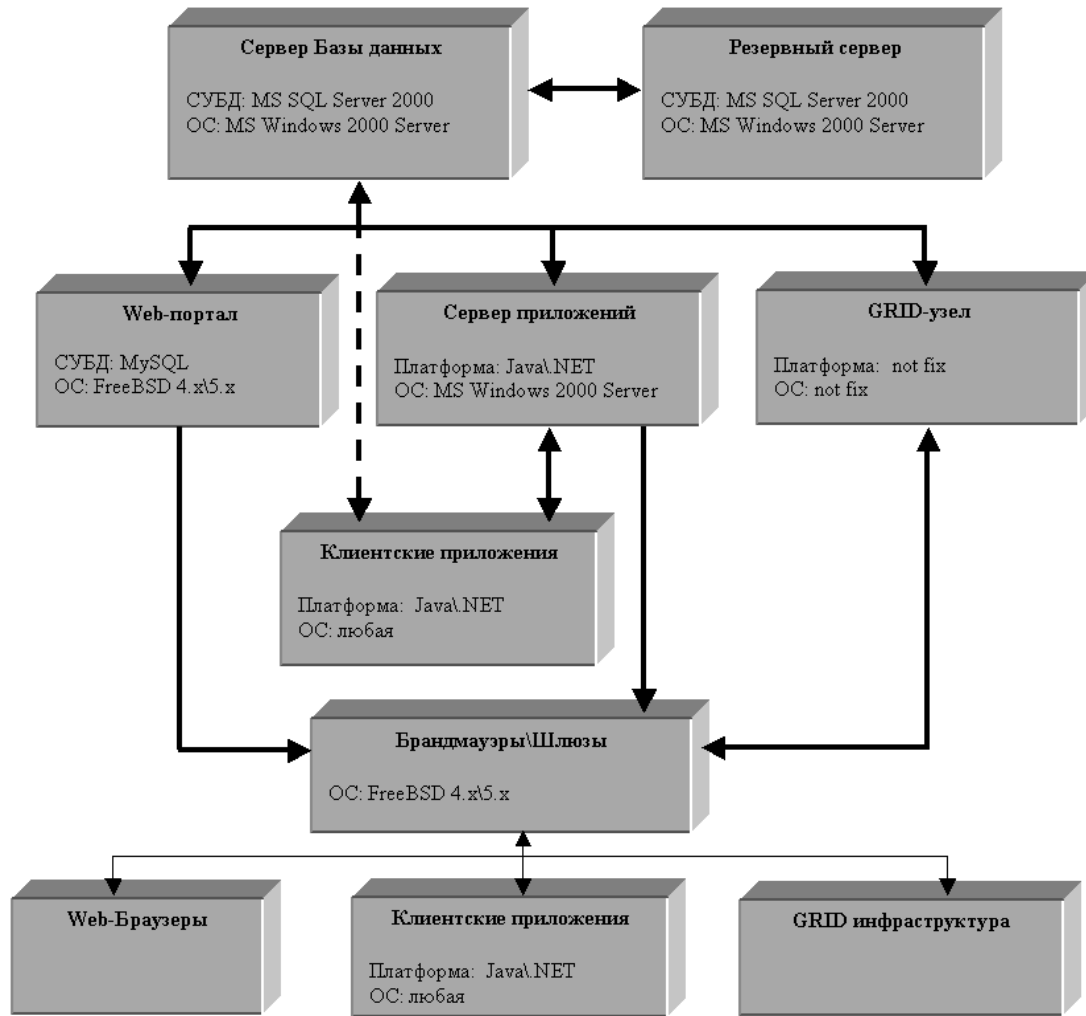 Сервер Базы данных
СУБД: MS SQL Server 2000
ОС: MS Windows 2000 Server
Резервный сервер
СУБД: MS SQL Server 2000
ОС: MS Windows 2000 Server
Web-портал
СУБД: MySQL
ОС: FreeBSD 4.x\5.x
Сервер приложений
Платформа: Java\.NET
ОС: MS Windows 2000 Server
GRID-узел
Платформа: not fix
ОС: not fix
Клиентские приложения
Платформа: Java\.NET
ОС: любая
Брандмауэры\Шлюзы
ОС: FreeBSD 4.x\5.x
Web-Браузеры
Клиентские приложения
Платформа: Java\.NET
ОС: любая
GRID инфраструктура